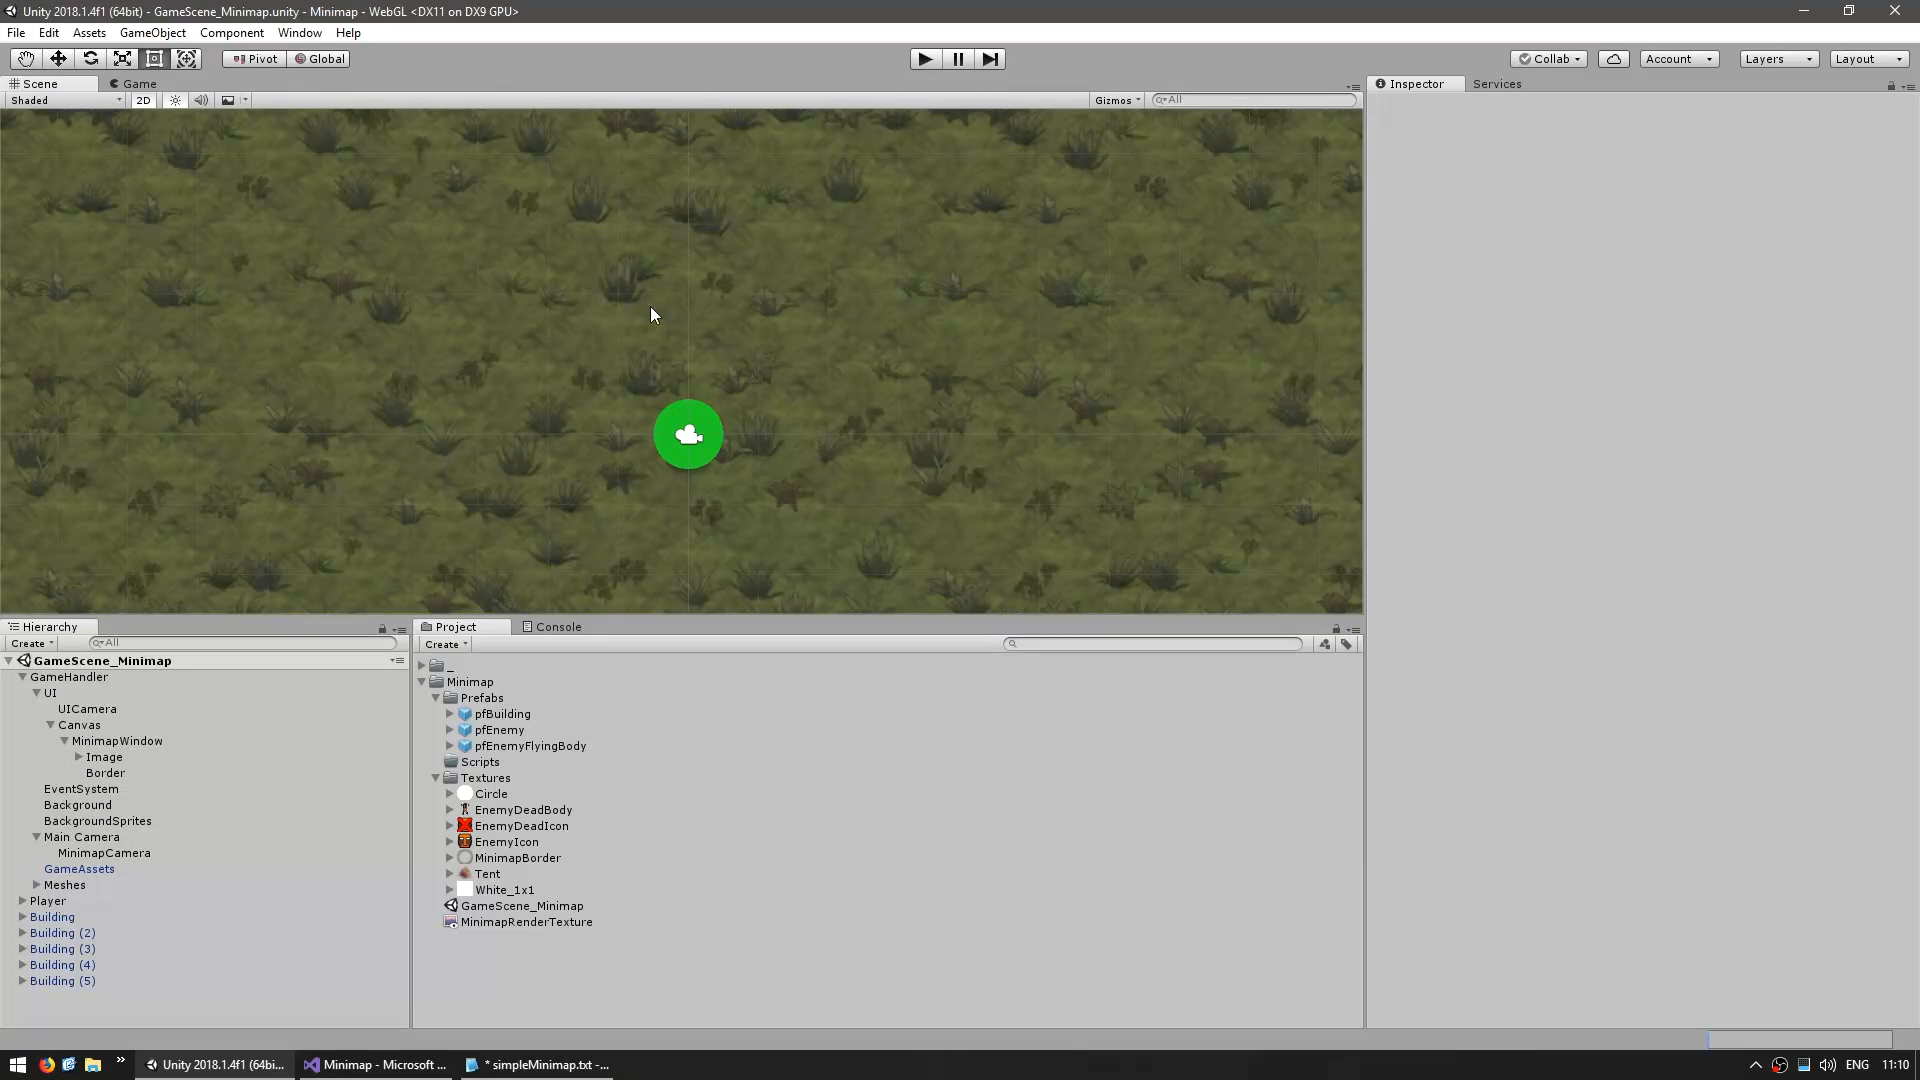 Unity 2018.1.4f1 (64bit) - GameScene_Minimap.unity - Minimap - WebGL <DX11 on DX9 GPU>
File Edit Assets GameObject Component Window Help
Pivot Global Collab Account Layers Layout
Scene Game Inspector Services
Shaded 2D Gizmos All
Hierarchy Project Console
Create All Create
GameScene_Minimap
GameHandler
UI
UICamera
Canvas
MinimapWindow
Image
Border
EventSystem
Background
BackgroundSprites
Main Camera
MinimapCamera
GameAssets
Meshes
Player
Building
Building (2)
Building (3)
Building (4)
Building (5)
_
Minimap
Prefabs
pfBuilding
pfEnemy
pfEnemyFlyingBody
Scripts
Textures
Circle
EnemyDeadBody
EnemyDeadIcon
EnemyIcon
MinimapBorder
Tent
White_1x1
GameScene_Minimap
MinimapRenderTexture
Unity 2018.1.4f1 (64bi... Minimap - Microsoft ... * simpleMinimap.txt -... ENG 11:10